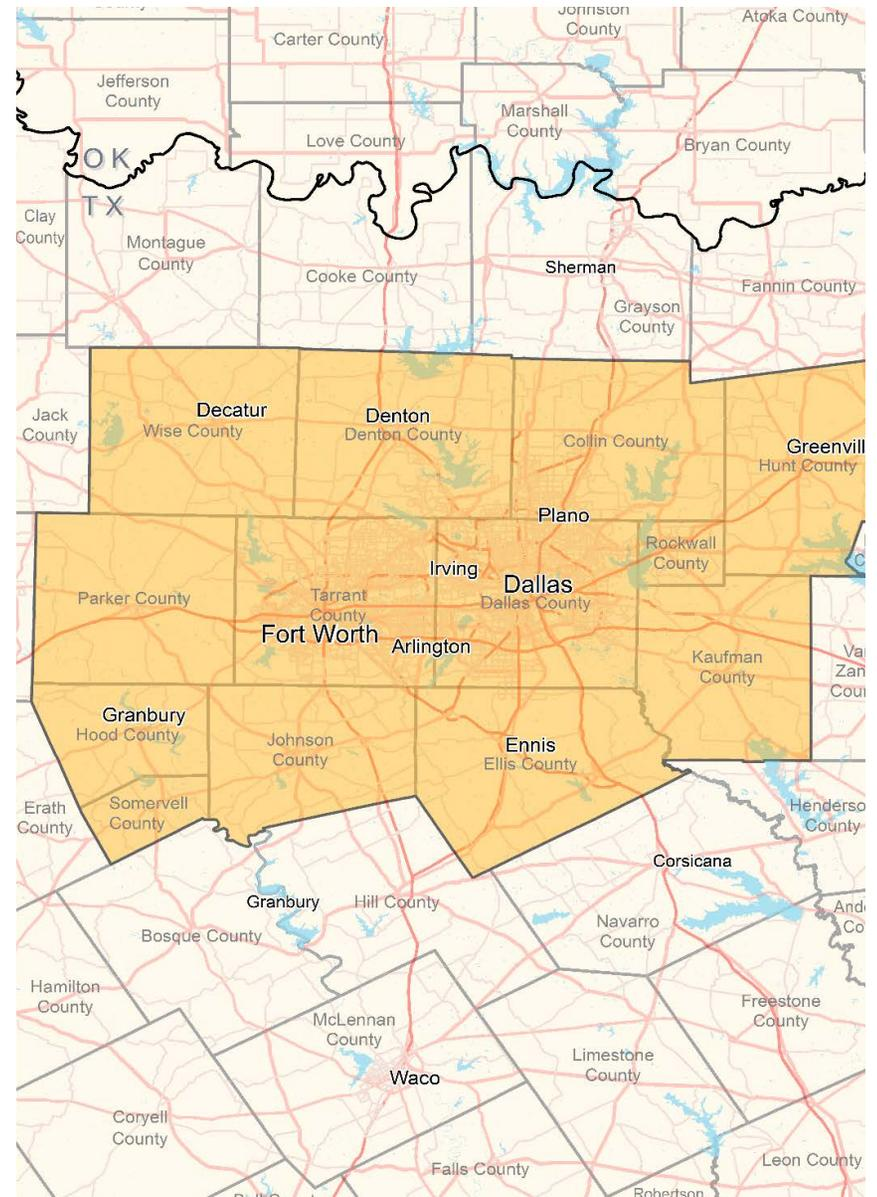 County
Carter County
Johnston
County
Atoka County
Jefferson
County
Marshall
County
Love County
Bryan County
OK
TX
Clay
County
Montague
County
Cooke County
Sherman
Grayson
County
Fannin County
Jack
County
Decatur
Wise County
Denton
Denton County
Collin County
Greenvill
Hunt County
Plano
Rockwall
County
Irving
Dallas
Dallas County
Parker County
Tarrant
County
Fort Worth
Arlington
Kaufman
County
Va
Zan
Cou
Granbury
Hood County
Johnson
County
Ennis
Ellis County
Erath
County
Somervell
County
Henderso
County
Corsicana
Granbury
Hill County
Bosque County
Navarro
County
And
Co
Hamilton
County
McLennan
County
Freestone
County
Limestone
County
Waco
Coryell
County
Falls County
Leon County
Robertson